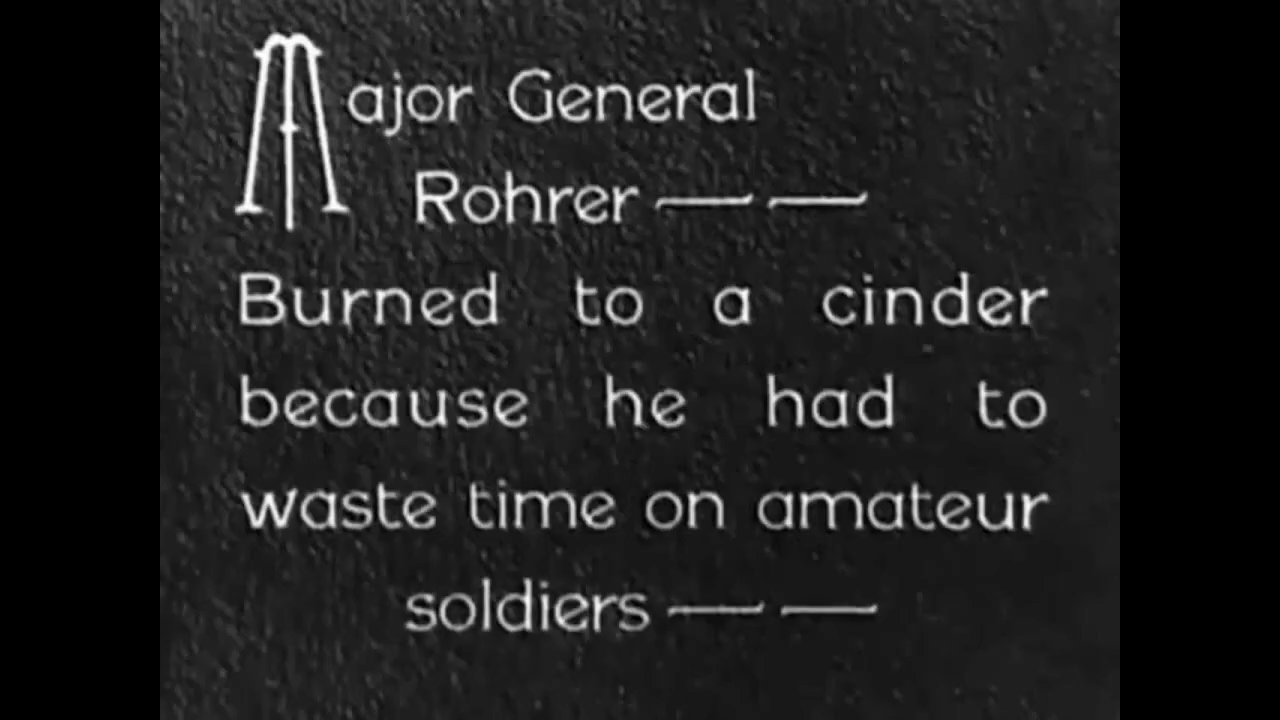 Major General
Rohrer — —
Burned to a cinder
because he had to
waste time on amateur
soldiers — —